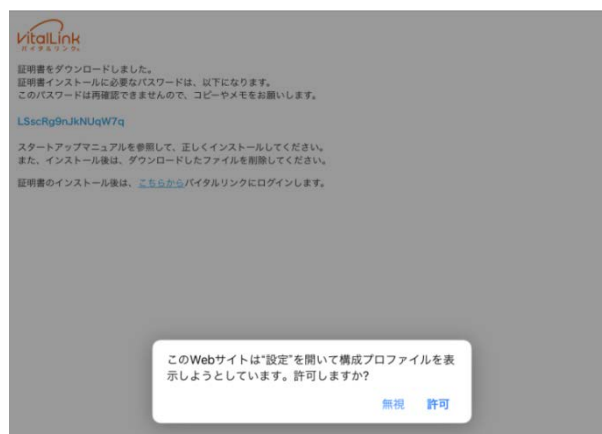 VitalLink
バイタルリンク®
証明書をダウンロードしました。
証明書インストールに必要なパスワードは、以下になります。
このパスワードは再確認できませんので、コピーやメモをお願いします。
LSscRg9nJkNUqW7q
スタートアップマニュアルを参照して、正しくインストールしてください。
また、インストール後は、ダウンロードしたファイルを削除してください。
証明書のインストール後は、こちらからバイタルリンクにログインします。
このWebサイトは“設定”を開いて構成プロファイルを表
示しようとしています。許可しますか?
無視 許可